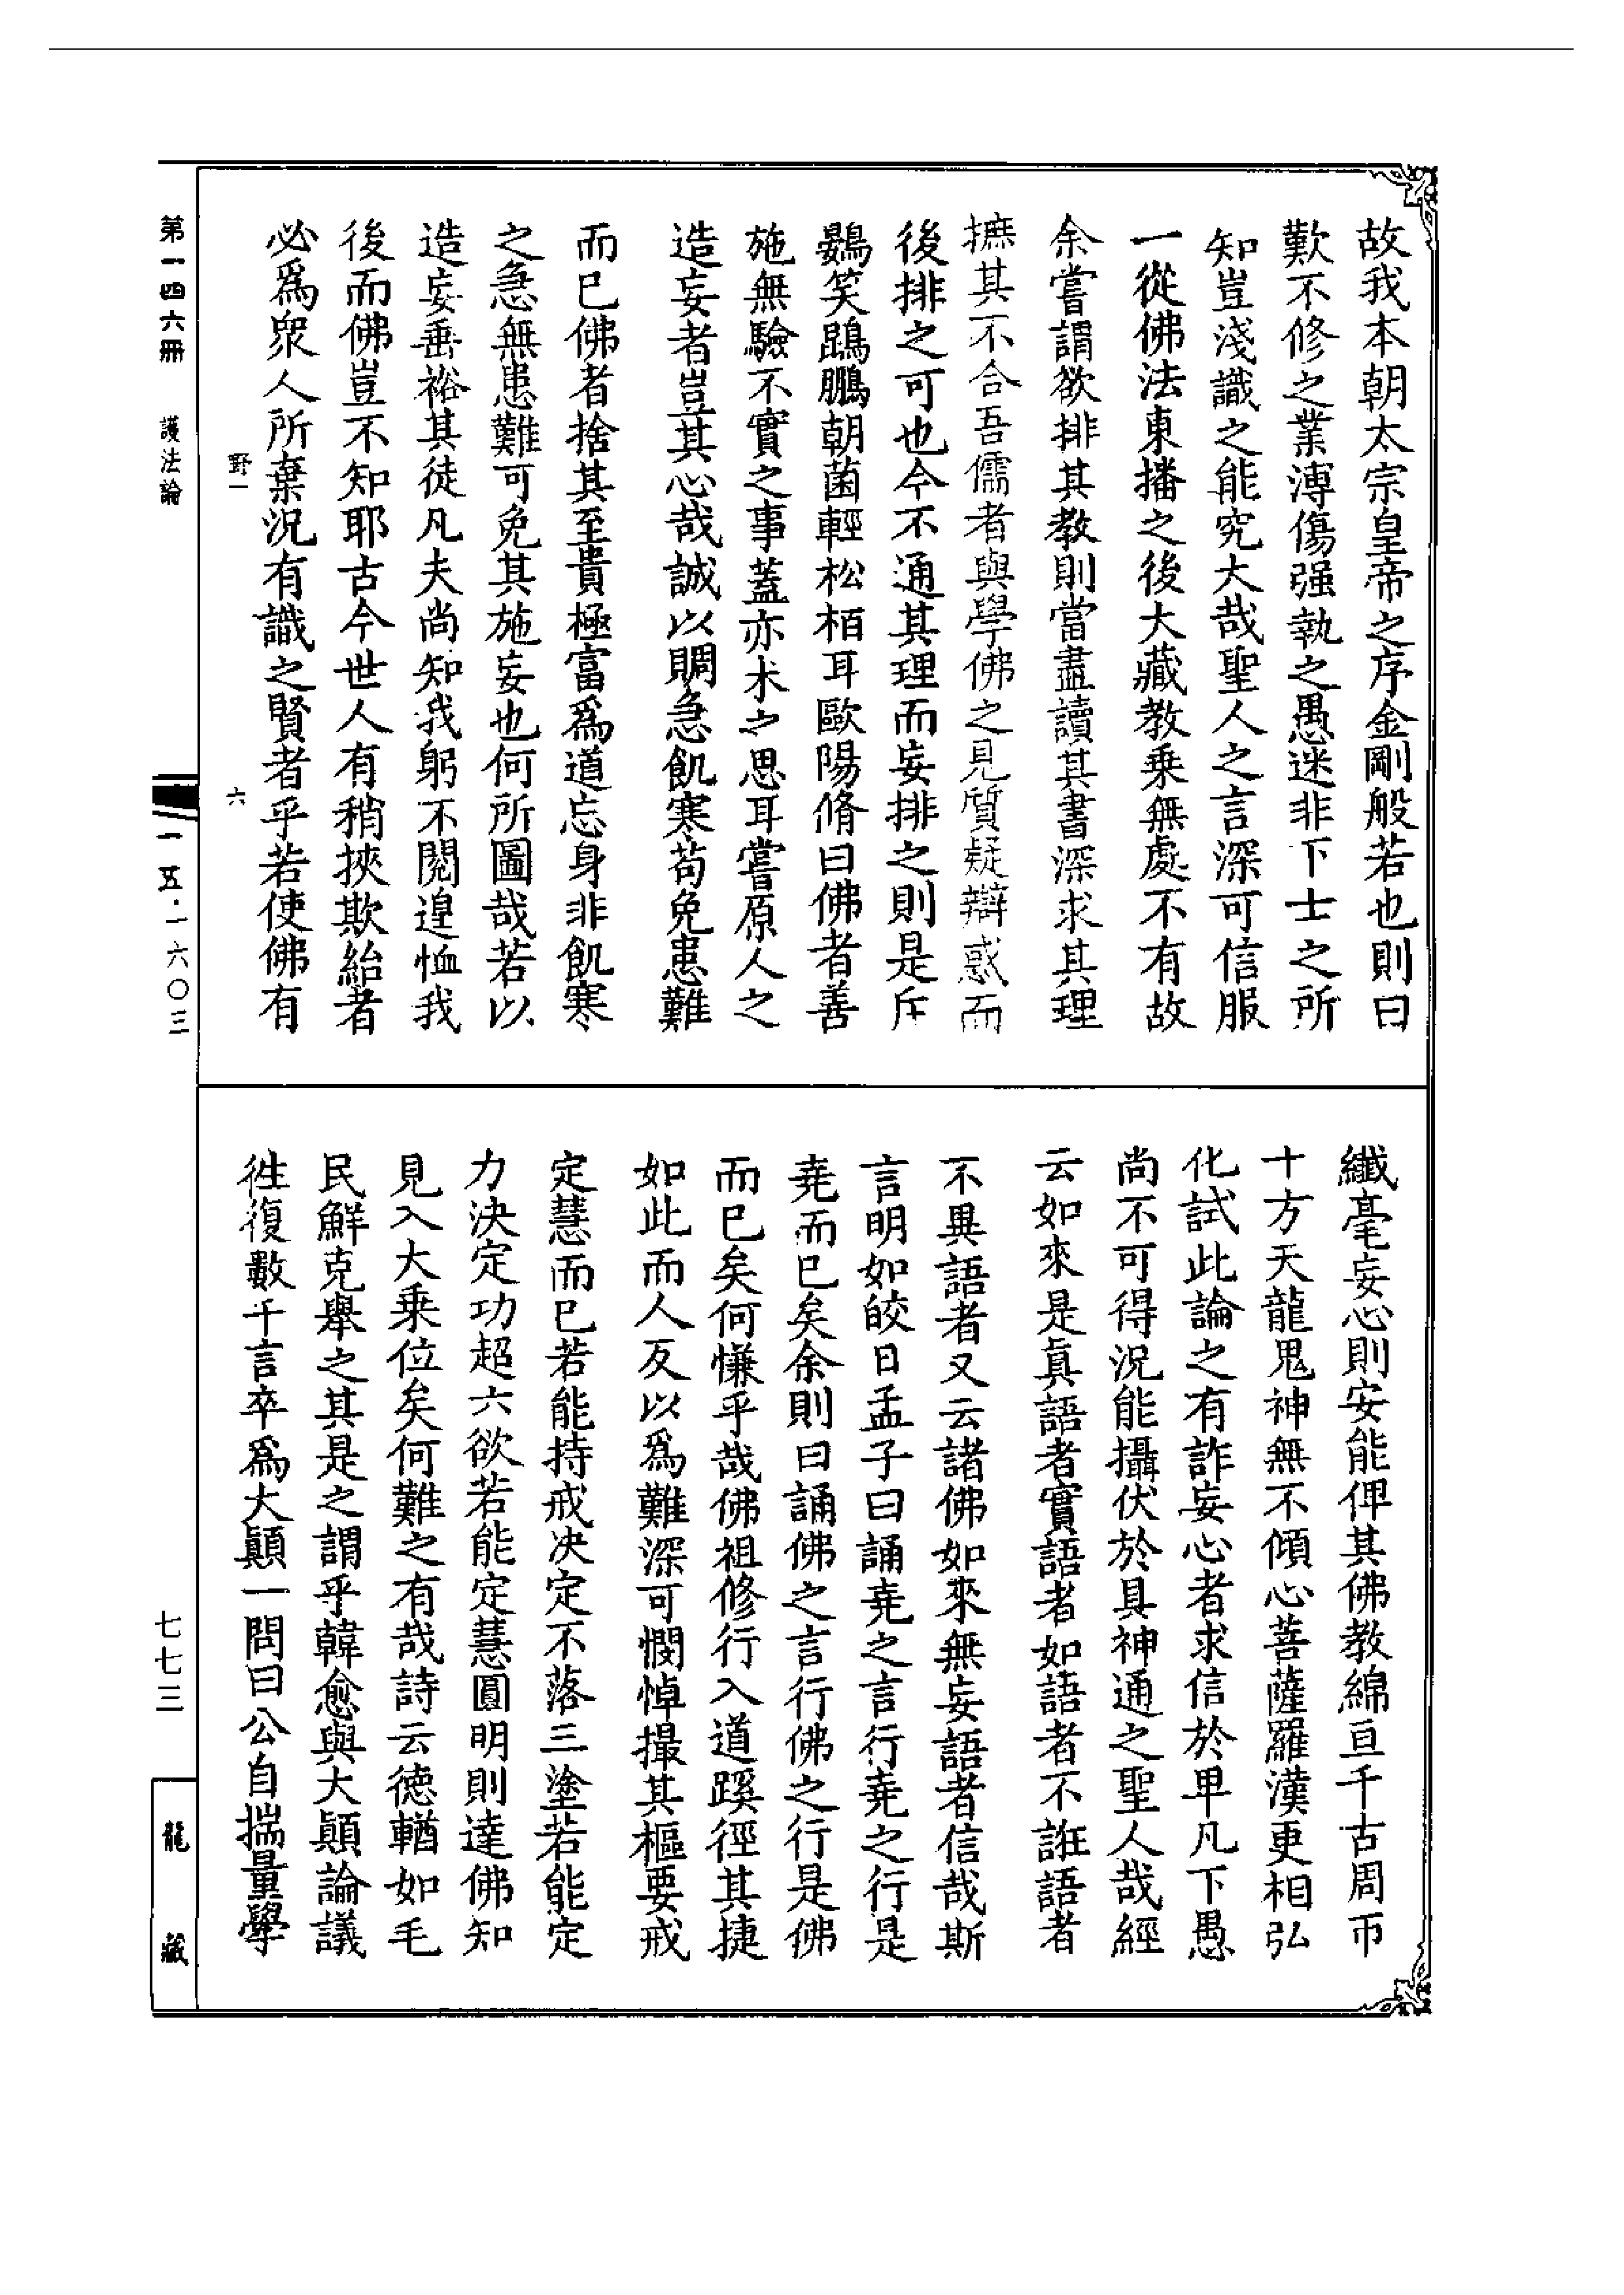 故我本朝太宗皇帝之序金剛般若也則曰
歎不修之業溥傷强執之愚迷非下士之所
知豈淺識之能究大哉聖人之言深可信服
一從佛法東播之後大藏教乗無處不有故
余嘗謂欲排其教則當盡讀其書深求其理
摭其不合吾儒者與學佛之見質疑辯惑而
後排之可也今不通其理而妄排之則是斥
鷃笑鵾鵬朝菌輕松栢耳歐陽脩曰佛者善
施無驗不實之事蓋亦未之思耳嘗原人之
造妄者豈其心哉誠以賙急飢寒苟免患難
而已佛者捨其至貴極富爲道忘身非飢寒
之急無患難可免其施妄也何所圖哉若以
造妄垂裕其徒凡夫尚知我躬不閱遑恤我
後而佛豈不知耶古今世人有稍挾欺紿者
必爲衆人所棄況有識之賢者乎若使佛有
野一 六
纖毫妄心則安能俾其佛教綿亘千古周帀
十方天龍鬼神無不傾心菩薩羅漢更相弘
化試此論之有詐妄心者求信於卑凡下愚
尚不可得況能攝伏於具神通之聖人哉經
云如來是眞語者實語者如語者不誑語者
不異語者又云諸佛如來無妄語者信哉斯
言明如皎日孟子曰誦堯之言行堯之行是
堯而已矣余則曰誦佛之言行佛之行是佛
而已矣何慊乎哉佛祖修行入道蹊徑其捷
如此而人反以爲難深可憫悼撮其樞要戒
定慧而已若能持戒决定不落三塗若能定
力決定功超六欲若能定慧圓明則達佛知
見入大乗位矣何難之有哉詩云德輶如毛
民鮮克舉之其是之謂乎韓愈與大顚論議
徃復數千言卒爲大顚一問曰公自揣量學
第一四六冊 護法論
一五·一六〇三
七七三
龍藏